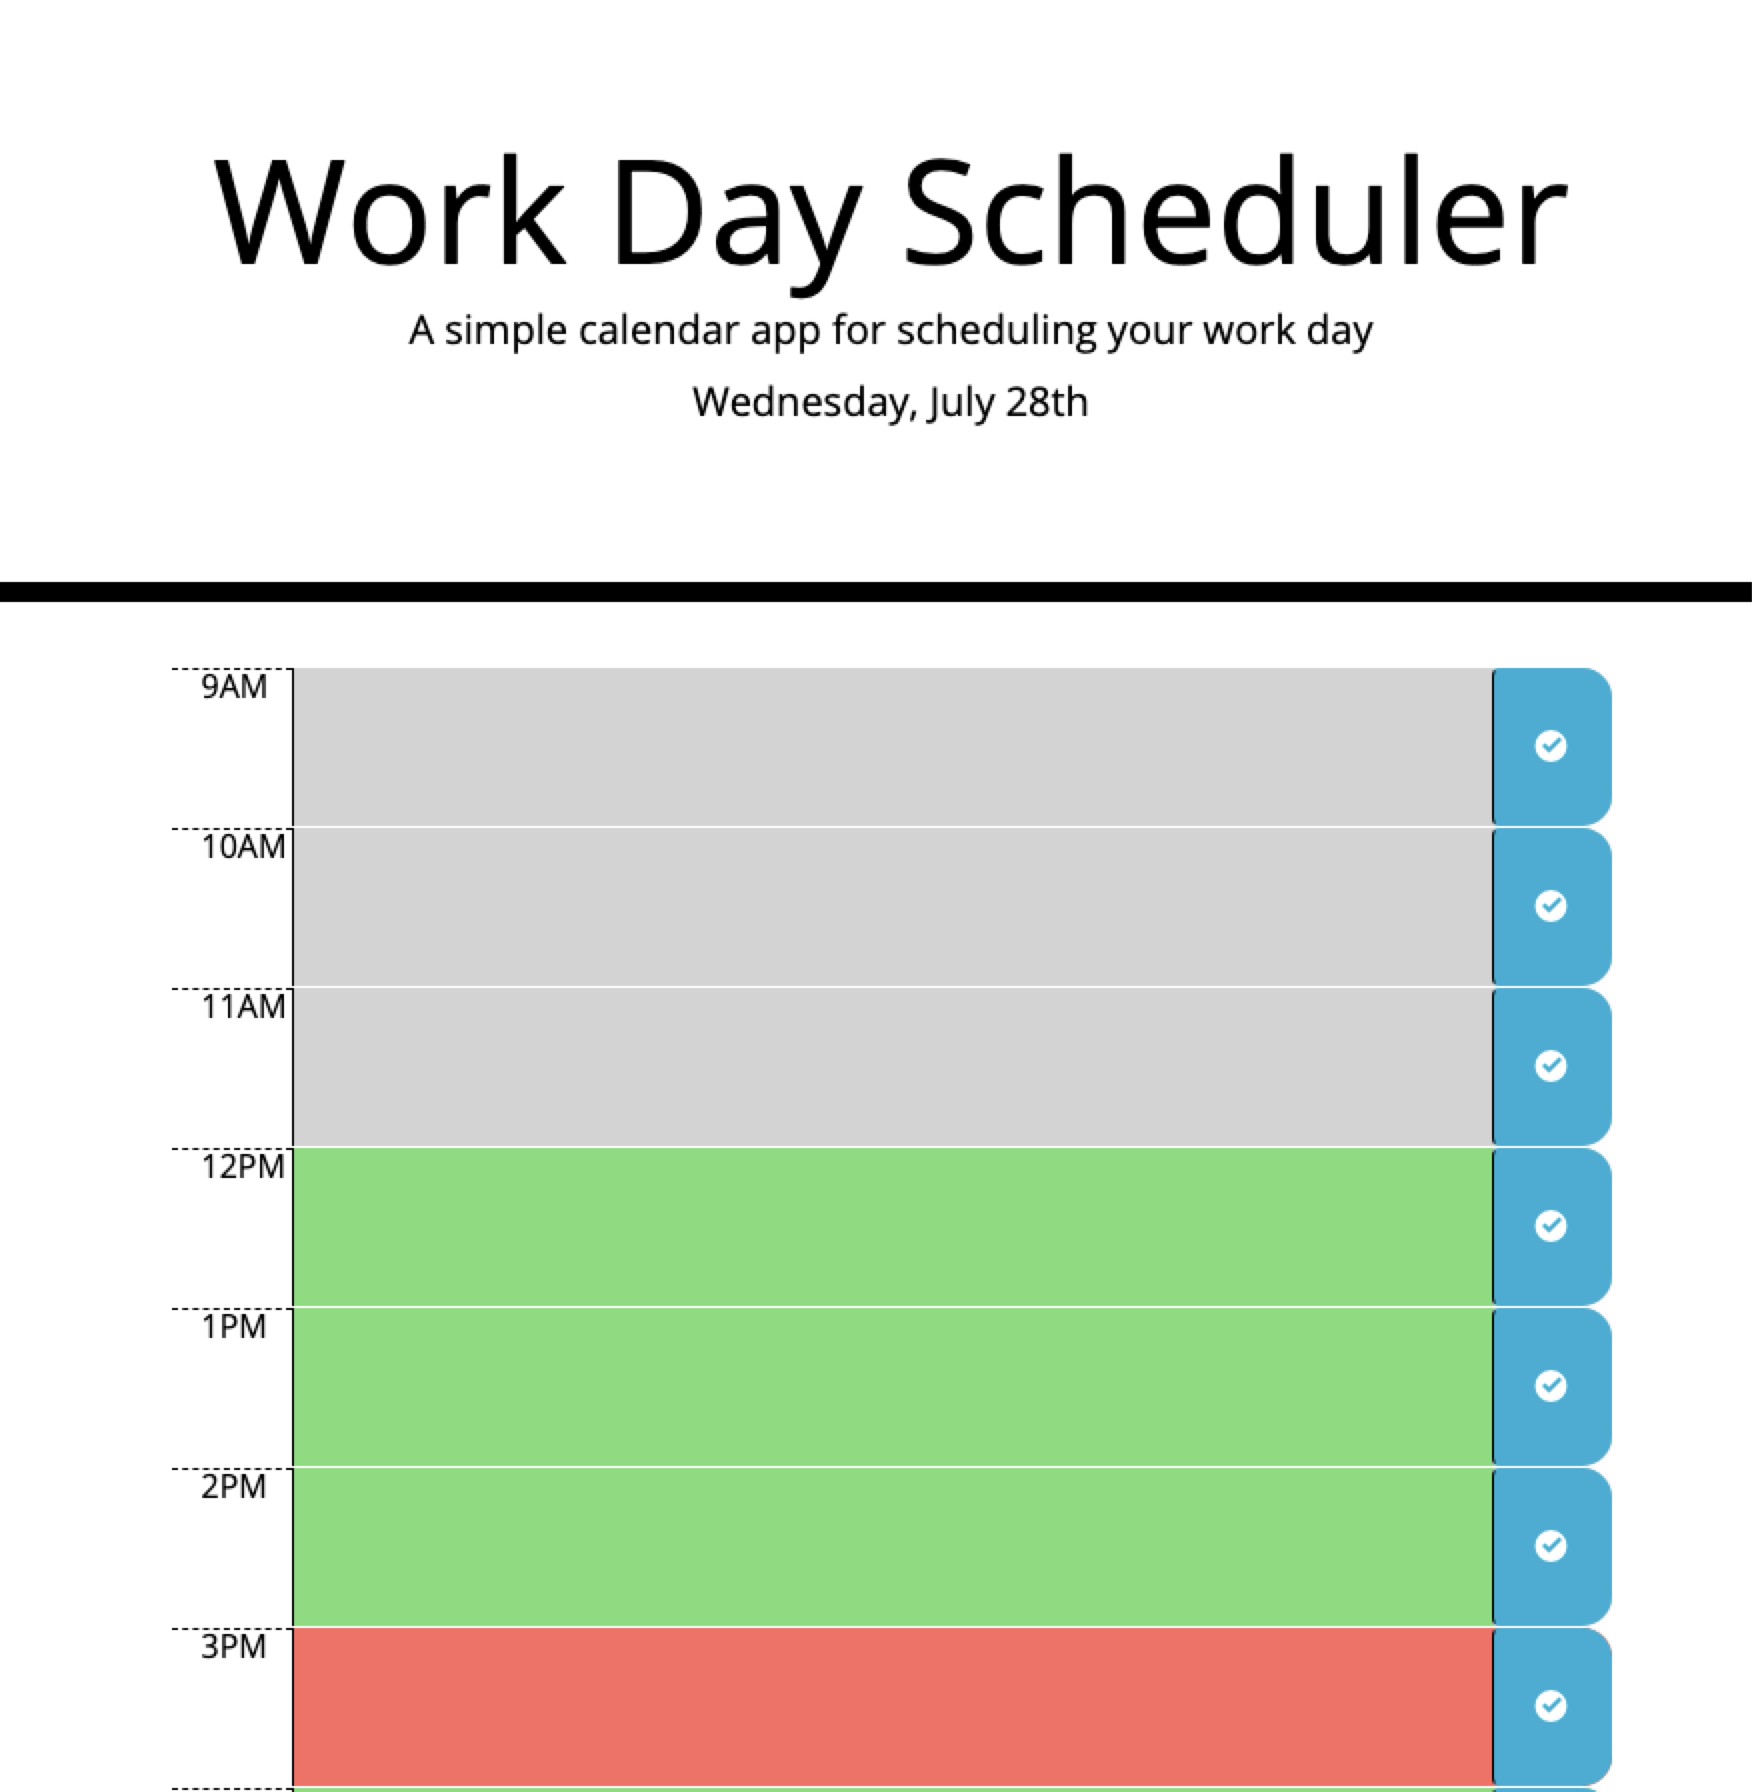 Work Day Scheduler
A simple calendar app for scheduling your work day
Wednesday, July 28th
9AM
10AM
11AM
12PM
1PM
2PM
3PM